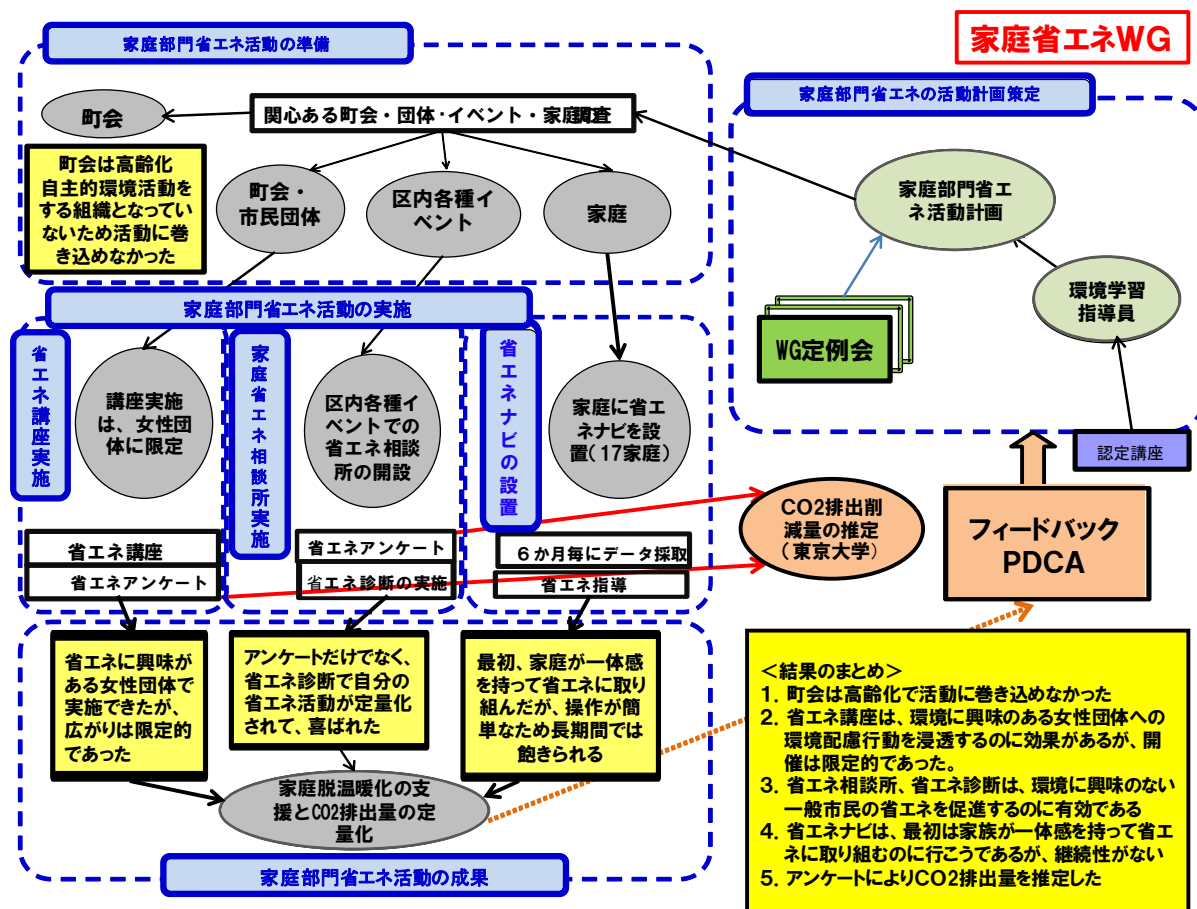 家庭部門省エネ活動の準備
家庭省エネWG
町会
関心ある町会・団体・イベント・家庭調査
町会は高齢化
自主的環境活動を
する組織となってい
ないため活動に巻
き込めなかった
町会・
市民団体
区内各種イ
ベント
家庭
家庭部門省エネの活動計画策定
家庭部門省エ
ネ活動計画
環境学習
指導員
WG定例会
認定講座
家庭部門省エネ活動の実施
省エネ講座実施
講座実施
は、女性団
体に限定
家庭省エネ相談所実施
区内各種イ
ベントでの
省エネ相談
所の開設
省エネナビの設置
家庭に省エ
ネナビを設
置(17家庭)
省エネ講座
省エネアンケート
省エネアンケート
省エネ診断の実施
6か月毎にデータ採取
省エネ指導
CO2排出削
減量の推定
(東京大学)
フィードバック
PDCA
省エネに興味が
ある女性団体で
実施できたが、
広がりは限定的
であった
アンケートだけでなく、
省エネ診断で自分の
省エネ活動が定量化
されて、喜ばれた
最初、家庭が一体感
を持って省エネに取り
組んだが、操作が簡
単なため長期間では
飽きられる
家庭脱温暖化の支
援とCO2排出量の定
量化
家庭部門省エネ活動の成果
<結果のまとめ>
1. 町会は高齢化で活動に巻き込めなかった
2. 省エネ講座は、環境に興味のある女性団体への
環境配慮行動を浸透するのに効果があるが、開
催は限定的であった。
3. 省エネ相談所、省エネ診断は、環境に興味のない
一般市民の省エネを促進するのに有効である
4. 省エネナビは、最初は家族が一体感を持って省エ
ネに取り組むのに行こうであるが、継続性がない
5. アンケートによりCO2排出量を推定した